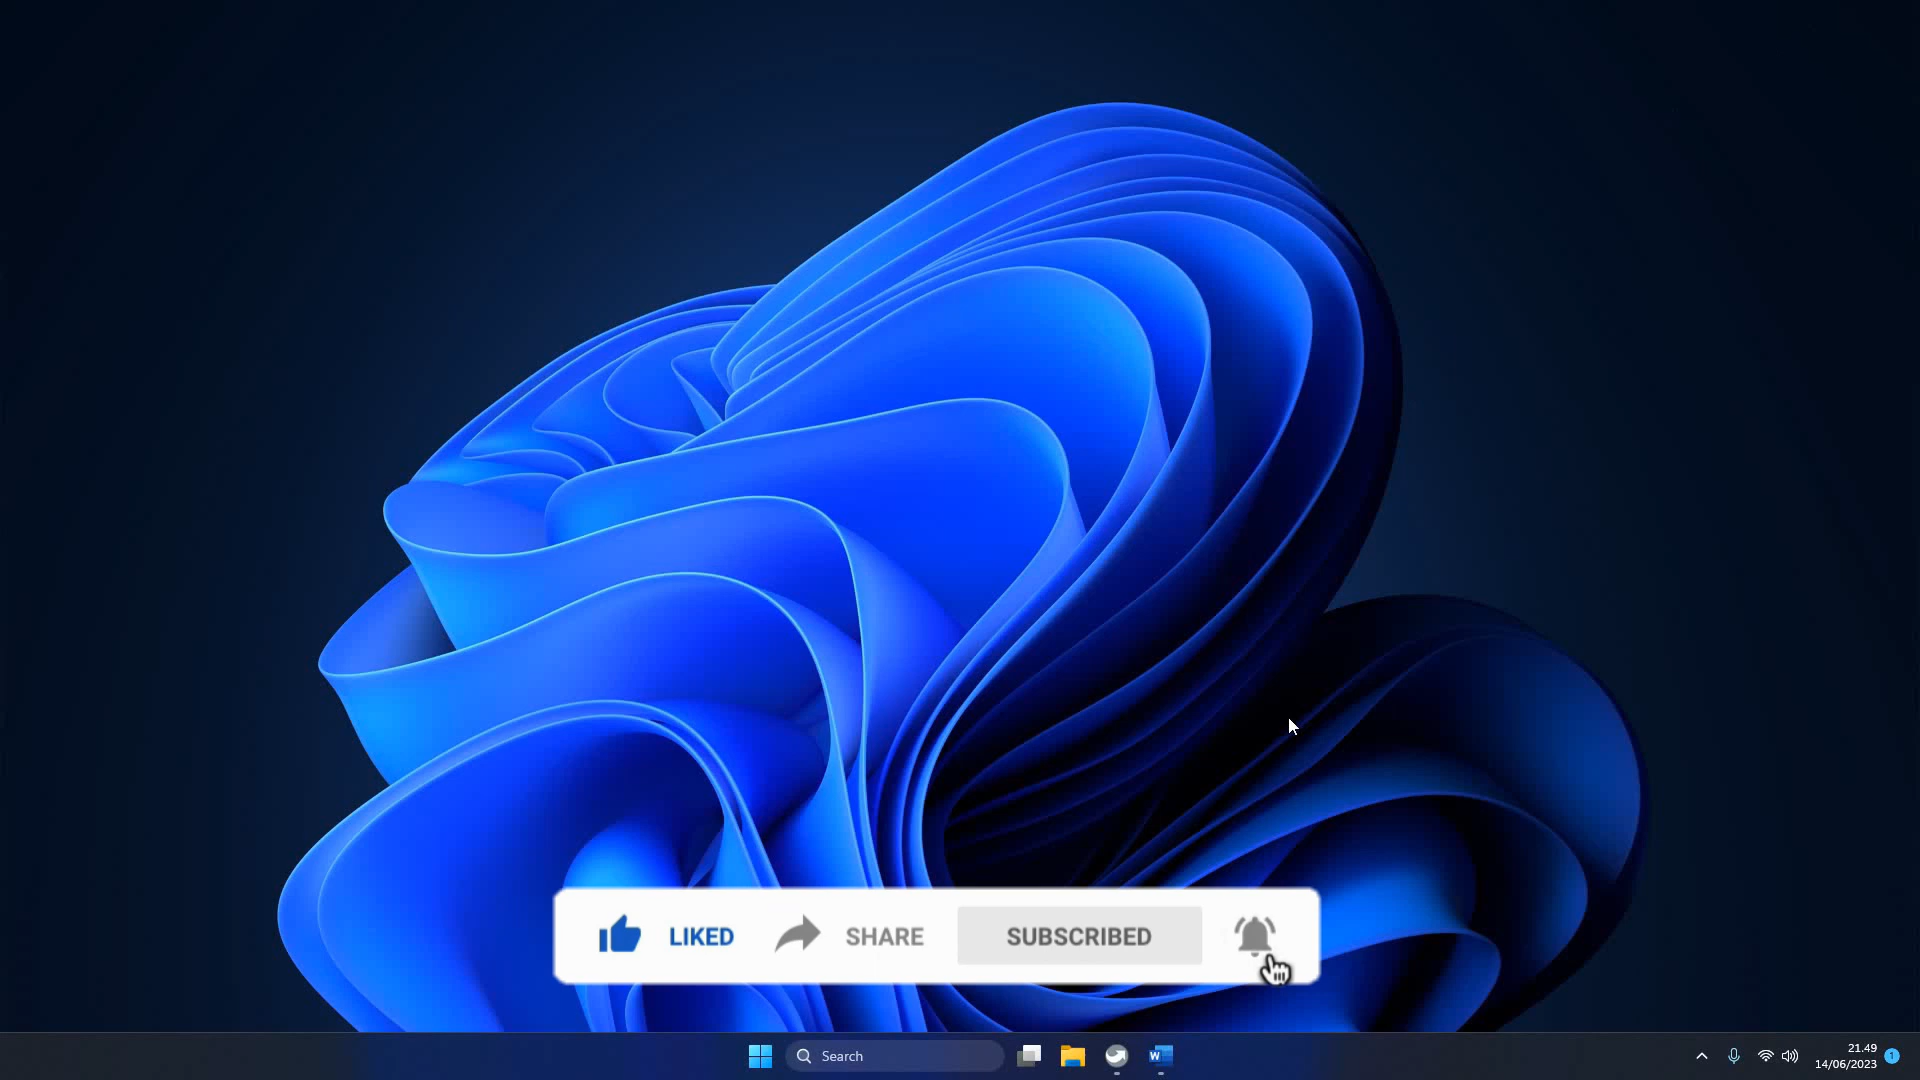 LIKED SHARE SUBSCRIBED
Search
W
21.49
14/06/2023
1